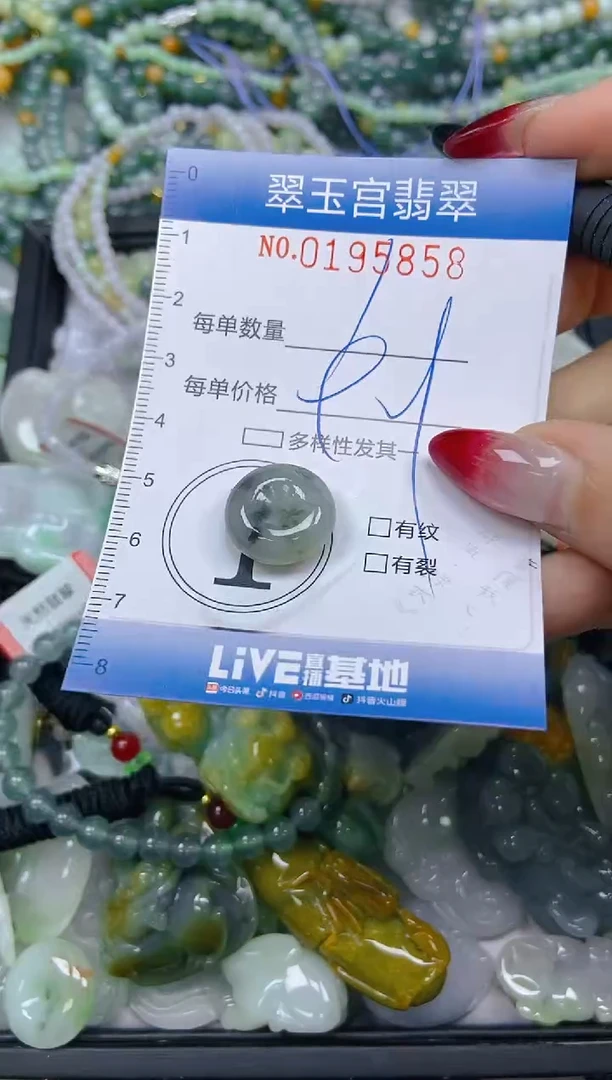 0
翠玉宫翡翠
1
NO.0195858
2
每单数量
3
每单价格
4
多样性发其一
5
有纹
6
有裂
7
LiVE直播基地
8
今日头条 抖音 西瓜视频 抖音火山版